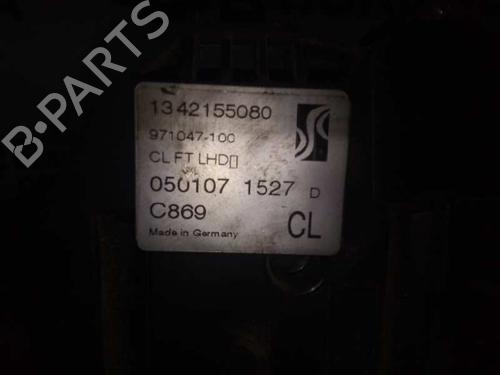 1342155080
971047-100
CL FT LHD[]
050107 1527 D
C869
CL
Made in Germany
B-PARTS